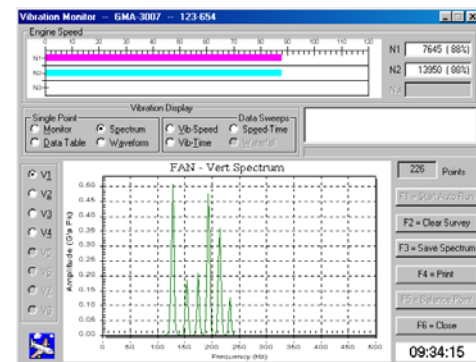 Vibration Monitor -- GMA-3007 -- 123-654
Engine Speed
0 10 20 30 40 50 60 70 80 90 100 110 120
N1 7645 ( 88%)
N2 13950 ( 88%)
N3
N1
N2
N3
Vibration Display
Single Point
Data Sweeps
Monitor Spectrum Vib-Speed Speed-Time
Data Table Waveform Vib-Time Waterfall
V1
V2
V3
V4
V5
V6
V7
V8
FAN - Vert Spectrum
Amplitude (G/s Pk)
0.50
0.45
0.40
0.35
0.30
0.25
0.20
0.15
0.10
0.05
0.00
0 50 100 150 200 250 300 350 400 450 500
Frequency (Hz)
226 Points
F1 = Start Auto Run
F2 = Clear Survey
F3 = Save Spectrum
F4 = Print
F5 = Balance Point
F6 = Close
09:34:15